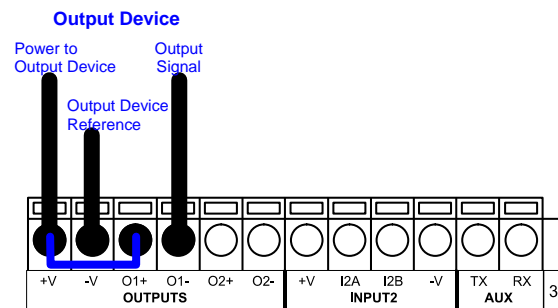 Output Device
Power to
Output Device
Output
Signal
Output Device
Reference
+V -V O1+ O1- O2+ O2- +V I2A I2B -V TX RX
OUTPUTS INPUT2 AUX
3